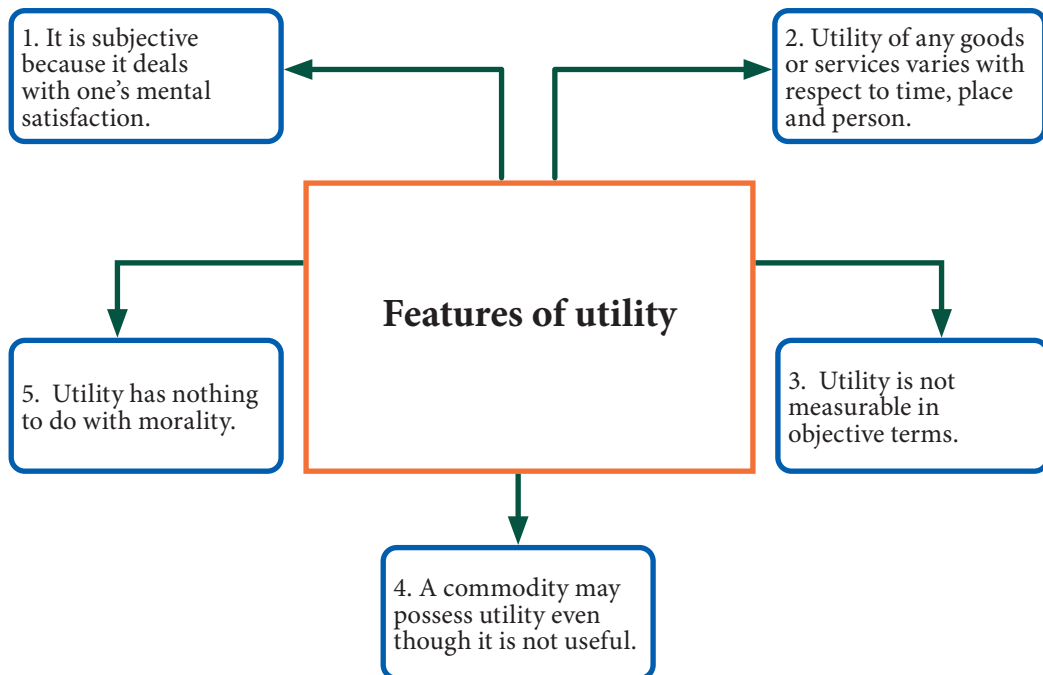 1. It is subjective
because it deals
with one’s mental
satisfaction.
2. Utility of any goods
or services varies with
respect to time, place
and person.
Features of utility
5. Utility has nothing
to do with morality.
3. Utility is not
measurable in
objective terms.
4. A commodity may
possess utility even
though it is not useful.